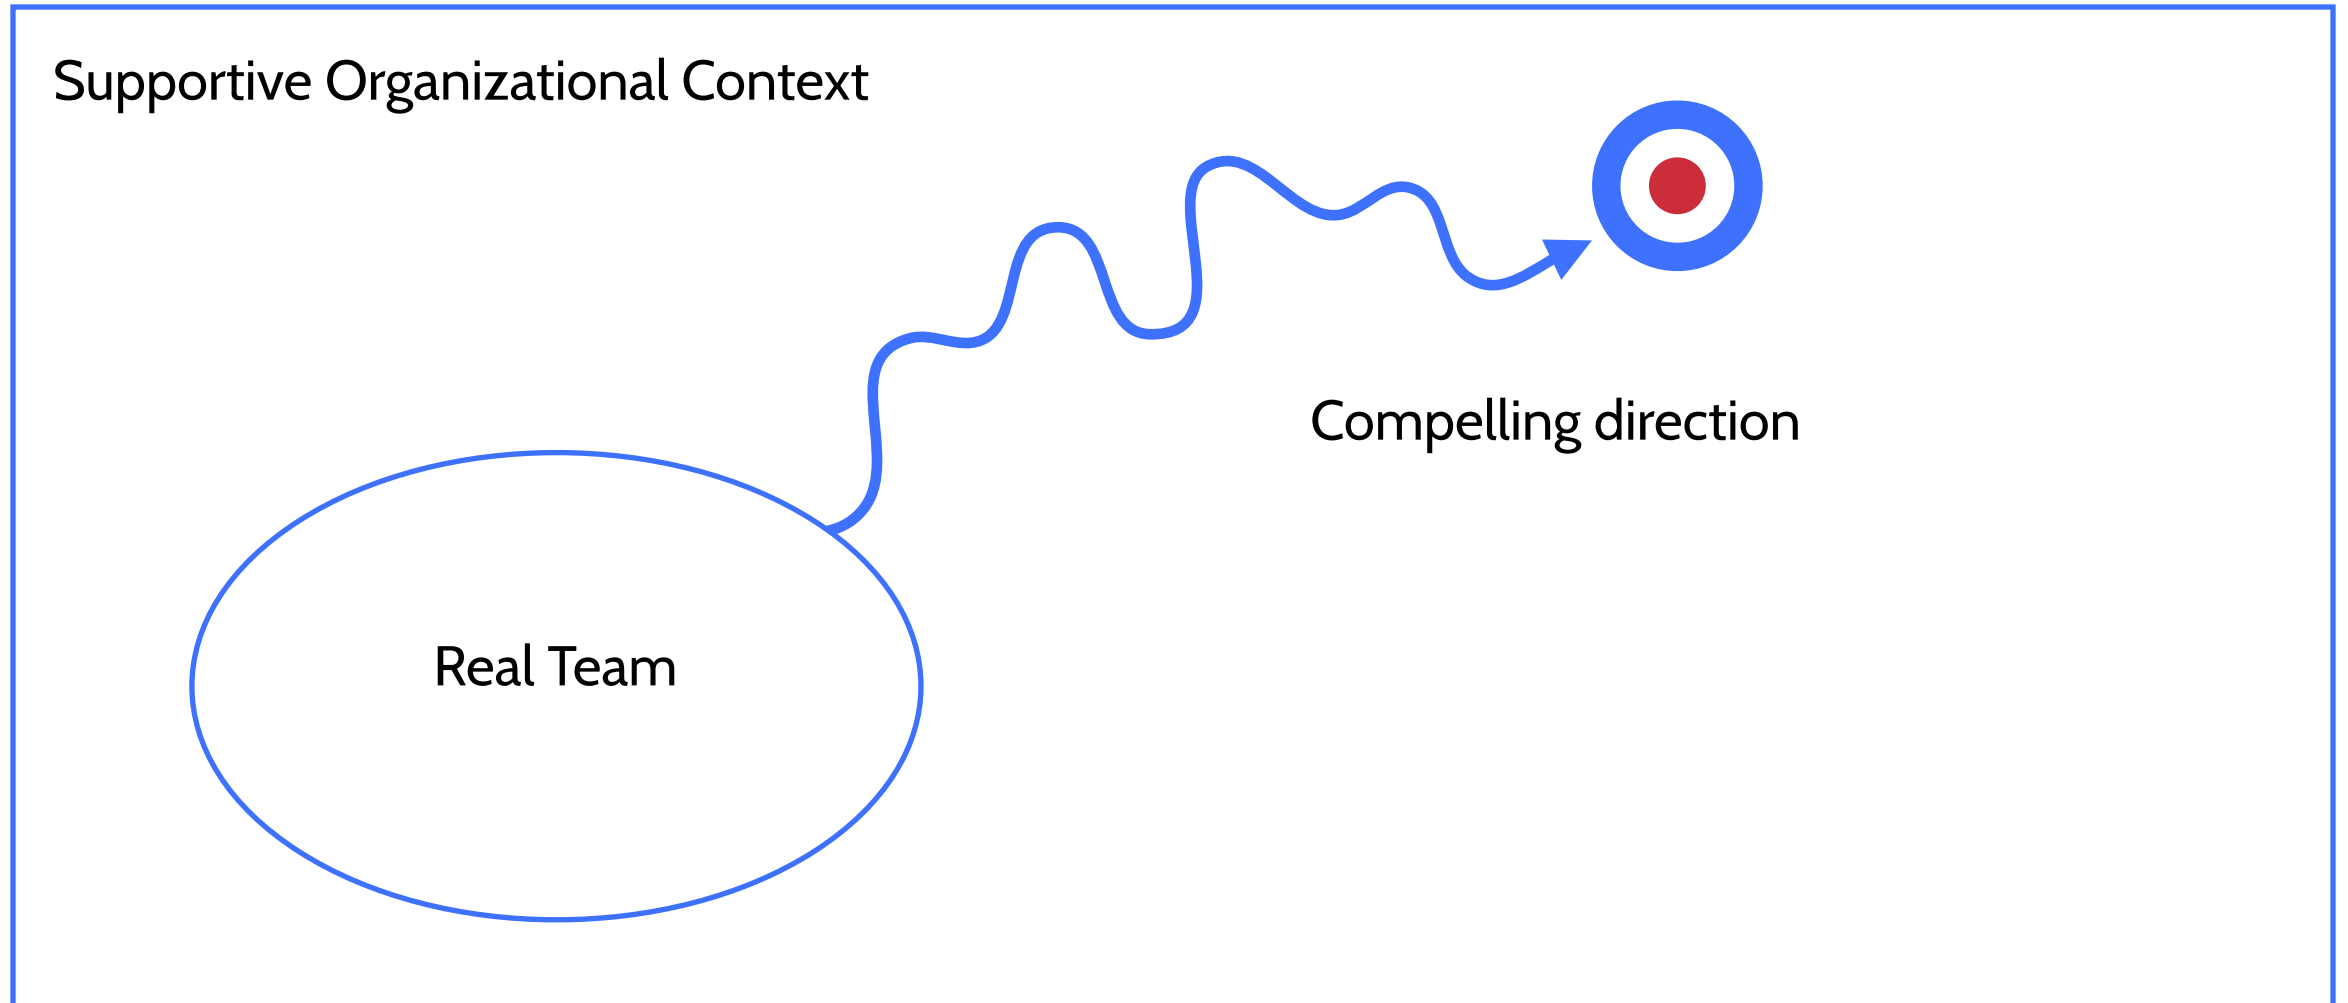 Supportive Organizational Context
Compelling direction
Real Team